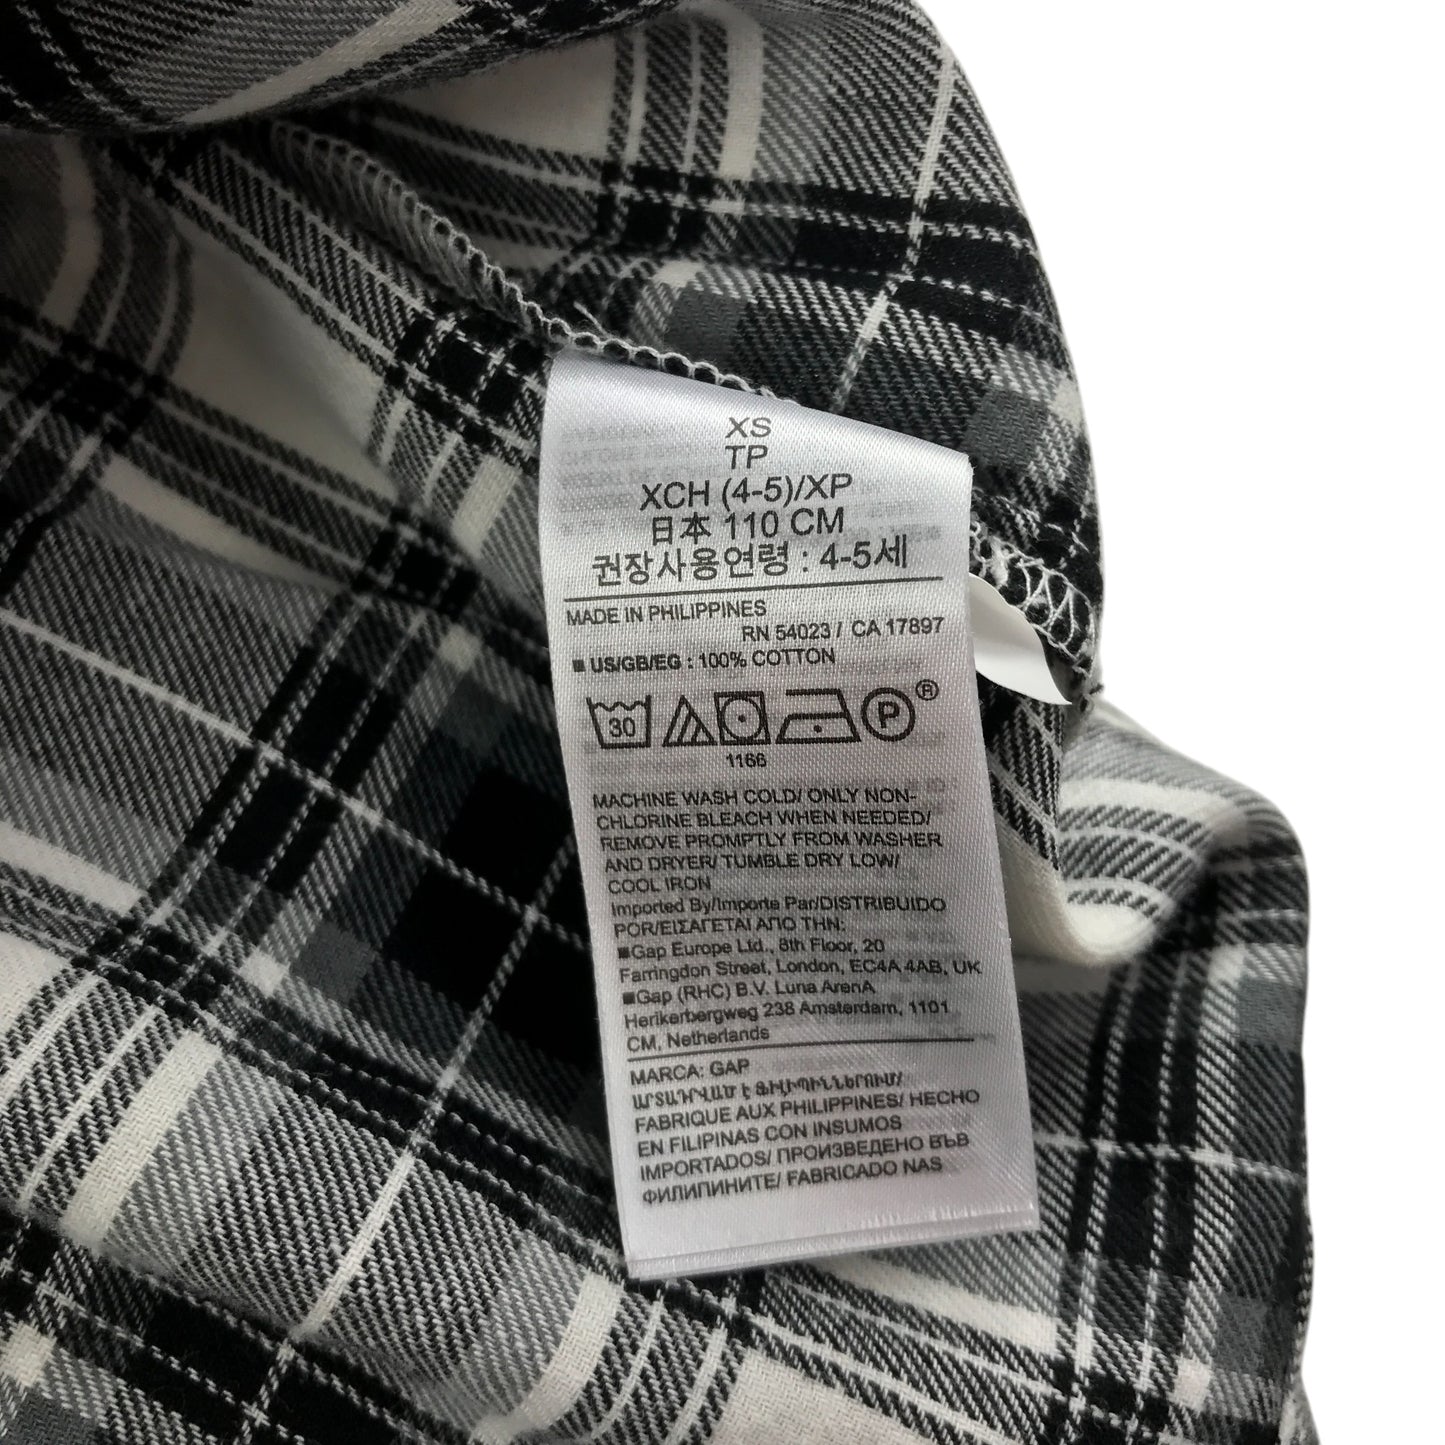 XS
TP
XCH (4-5)/XP
日本 110 CM
권장사용연령 : 4-5세
MADE IN PHILIPPINES
RN 54023 / CA 17897
■ US/GB/EG : 100% COTTON
30 P ®
1166
MACHINE WASH COLD/ ONLY NON-
CHLORINE BLEACH WHEN NEEDED/
REMOVE PROMPTLY FROM WASHER
AND DRYER/ TUMBLE DRY LOW/
COOL IRON
Imported By/Importe Par/DISTRIBUIDO
POR/ΕΙΣΑΓΕΤΑΙ ΑΠΟ ΤΗΝ:
■Gap Europe Ltd., 8th Floor, 20
Farringdon Street, London, EC4A 4AB, UK
■Gap (RHC) B.V. Luna ArenA
Herikerbergweg 238 Amsterdam, 1101
CM, Netherlands
MARCA: GAP
ԱՐՏԱԴՐՎԱԾ Է ՖԻԼԻՊԻՆՆԵՐՈՒՄ/
FABRIQUE AUX PHILIPPINES/ HECHO
EN FILIPINAS CON INSUMOS
IMPORTADOS/ ПРОИЗВЕДЕНО ВЪВ
ФИЛИПИНИТЕ/ FABRICADO NAS